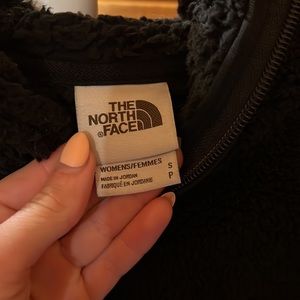 THE
NORTH
®FACE
WOMENS/FEMMES S
MADE IN JORDAN P
FABRIQUÉ EN JORDANIE